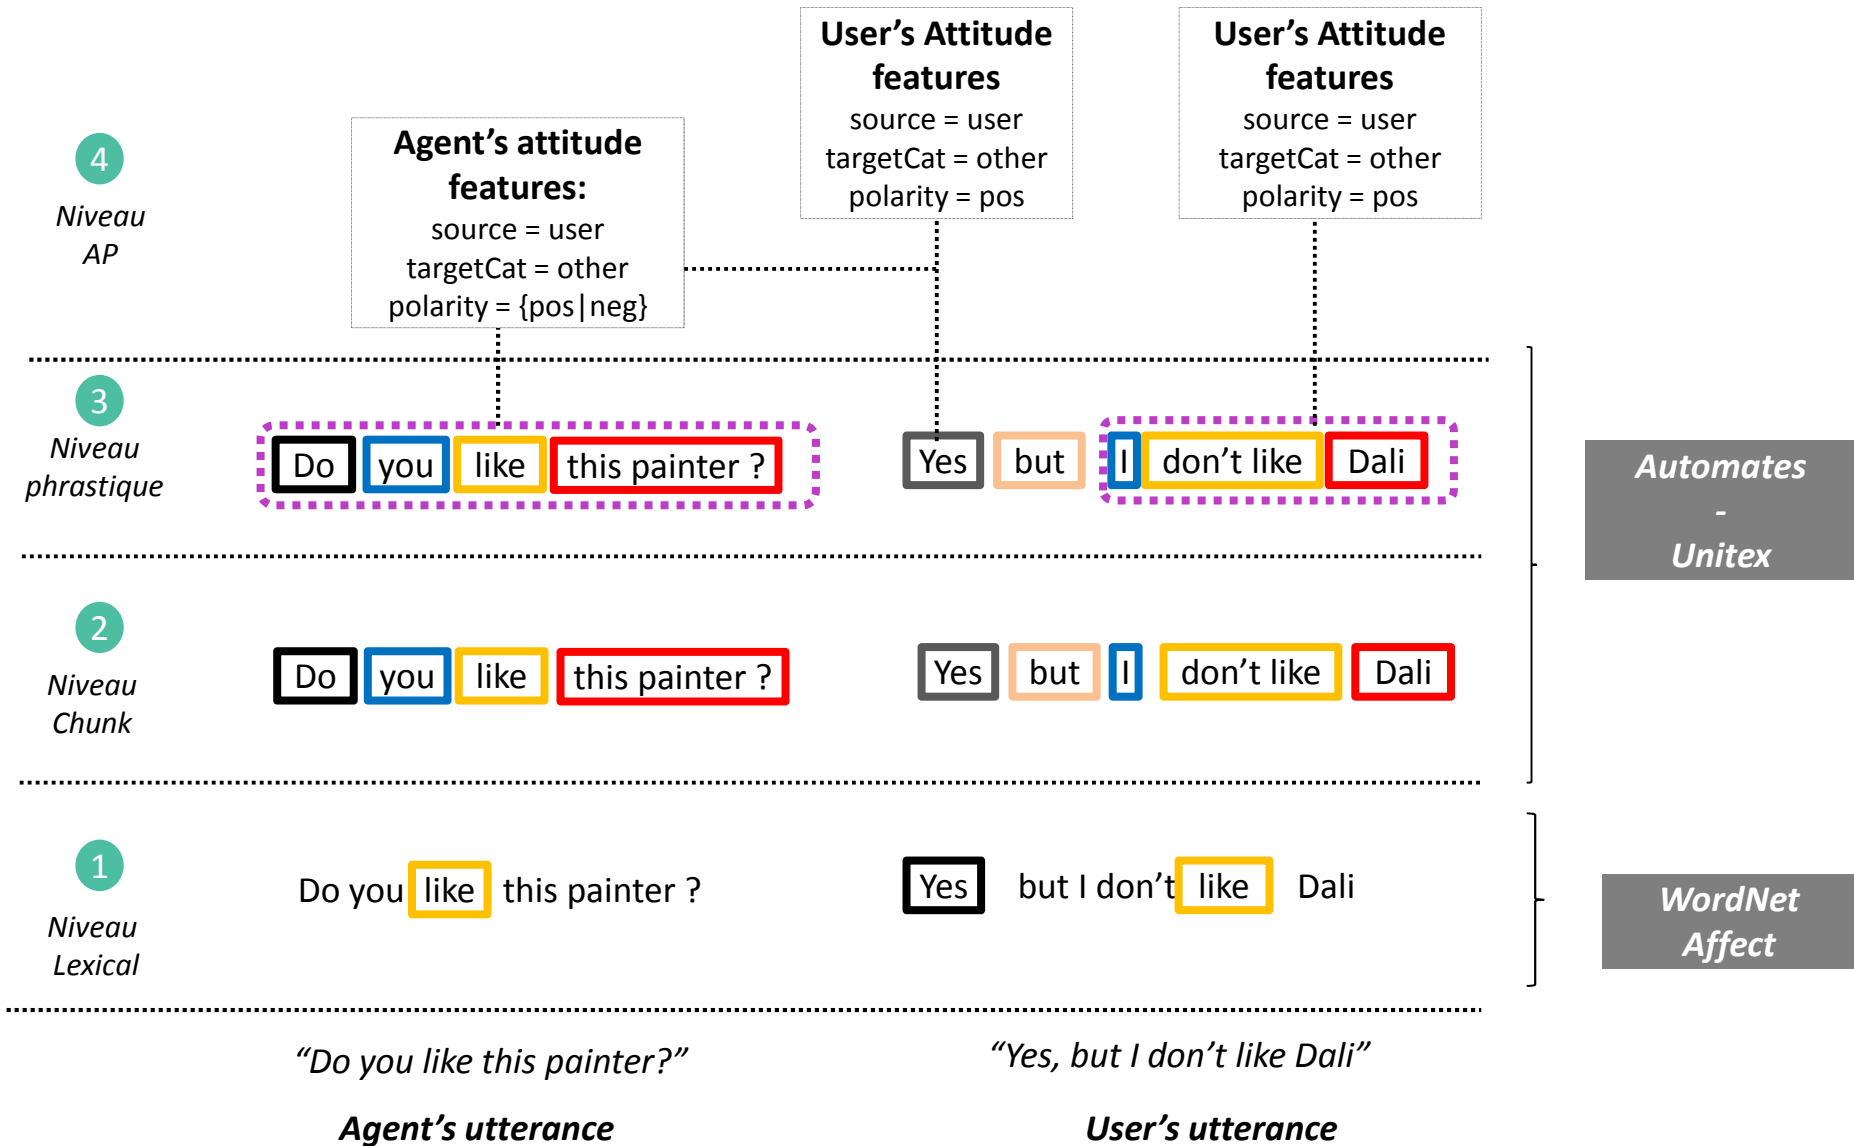 User's Attitude
features
source = user
targetCat = other
polarity = pos
User's Attitude
features
source = user
targetCat = other
polarity = pos
Agent's attitude
features:
source = user
targetCat = other
polarity = {pos|neg}
4
Niveau
AP
3
Niveau
phrastique
Do you like this painter ?
Yes but I don't like Dali
Automates
-
Unitex
2
Niveau
Chunk
Do you like this painter ?
Yes but I don't like Dali
1
Niveau
Lexical
Do you like this painter ?
Yes but I don't like Dali
WordNet
Affect
“Do you like this painter?”
“Yes, but I don't like Dali”
Agent's utterance
User's utterance